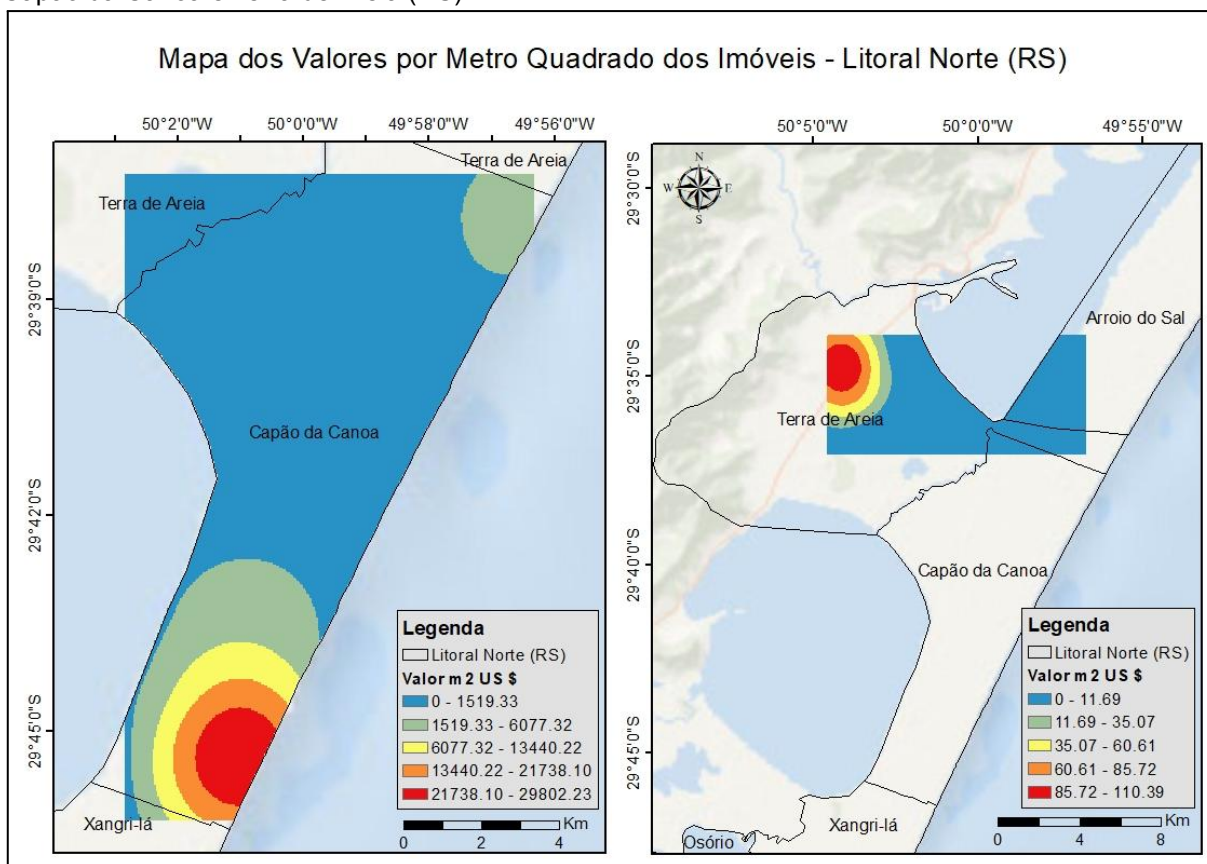 Mapa dos Valores por Metro Quadrado dos Imóveis - Litoral Norte (RS)
50°2'0"W 50°0'0"W 49°58'0"W 49°56'0"W
29°39'0"S
29°42'0"S
29°45'0"S
Terra de Areia
Terra de Areia
Capão da Canoa
Xangri-lá
Legenda
Litoral Norte (RS)
Valor m 2 US $
0 - 1519.33
1519.33 - 6077.32
6077.32 - 13440.22
13440.22 - 21738.10
21738.10 - 29802.23
Km
0 2 4
50°5'0"W 50°0'0"W 49°55'0"W
29°30'0"S
29°35'0"S
29°40'0"S
29°45'0"S
N
W E
S
Arroio do Sal
Terra de Areia
Capão da Canoa
Xangri-lá
Osório
Legenda
Litoral Norte (RS)
Valor m 2 US $
0 - 11.69
11.69 - 35.07
35.07 - 60.61
60.61 - 85.72
85.72 - 110.39
Km
0 4 8